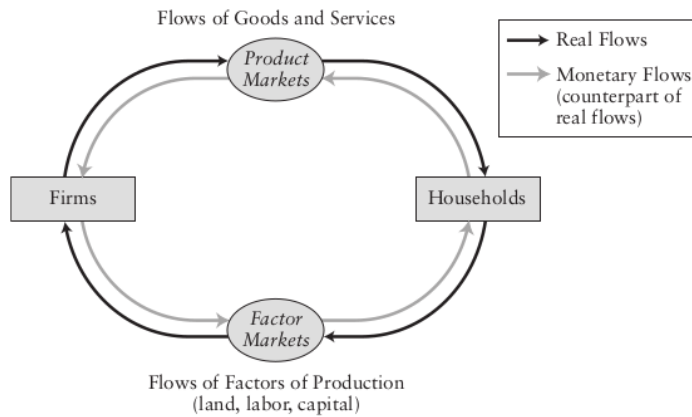 Flows of Goods and Services
Product
Markets
Real Flows
Monetary Flows
(counterpart of
real flows)
Firms
Households
Factor
Markets
Flows of Factors of Production
(land, labor, capital)